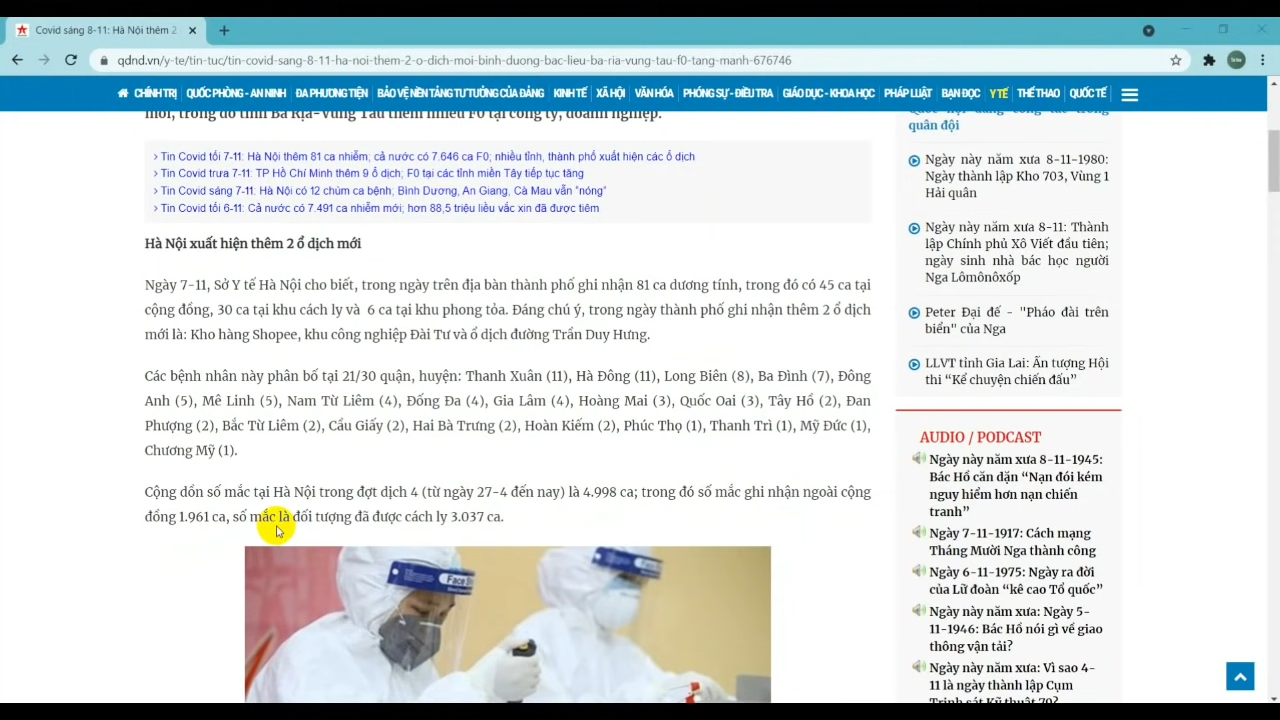 Covid sáng 8-11: Hà Nội thêm 2
qdnd.vn/y-te/tin-tuc/tin-covid-sang-8-11-ha-noi-them-2-o-dich-moi-binh-duong-bac-lieu-ba-ria-vung-tau-f0-tang-manh-676746
CHÍNH TRỊ QUỐC PHÒNG - AN NINH ĐA PHƯƠNG TIỆN BẢO VỆ NỀN TẢNG TƯ TƯỞNG CỦA ĐẢNG KINH TẾ XÃ HỘI VĂN HÓA PHÓNG SỰ - ĐIỀU TRA GIÁO DỤC - KHOA HỌC PHÁP LUẬT BẠN ĐỌC Y TẾ THỂ THAO QUỐC TẾ
mới, trong đó tỉnh Bà Rịa-Vũng Tàu thêm nhiều F0 tại công ty, doanh nghiệp.
› Tin Covid tối 7-11: Hà Nội thêm 81 ca nhiễm; cả nước có 7.646 ca F0; nhiều tỉnh, thành phố xuất hiện các ổ dịch
› Tin Covid trưa 7-11: TP Hồ Chí Minh thêm 9 ổ dịch; F0 tại các tỉnh miền Tây tiếp tục tăng
› Tin Covid sáng 7-11: Hà Nội có 12 chùm ca bệnh; Bình Dương, An Giang, Cà Mau vẫn "nóng"
› Tin Covid tối 6-11: Cả nước có 7.491 ca nhiễm mới; hơn 88,5 triệu liều vắc xin đã được tiêm
Hà Nội xuất hiện thêm 2 ổ dịch mới
Ngày 7-11, Sở Y tế Hà Nội cho biết, trong ngày trên địa bàn thành phố ghi nhận 81 ca dương tính, trong đó có 45 ca tại
cộng đồng, 30 ca tại khu cách ly và 6 ca tại khu phong tỏa. Đáng chú ý, trong ngày thành phố ghi nhận thêm 2 ổ dịch
mới là: Kho hàng Shopee, khu công nghiệp Đài Tư và ổ dịch đường Trần Duy Hưng.
Các bệnh nhân này phân bố tại 21/30 quận, huyện: Thanh Xuân (11), Hà Đông (11), Long Biên (8), Ba Đình (7), Đông
Anh (5), Mê Linh (5), Nam Từ Liêm (4), Đống Đa (4), Gia Lâm (4), Hoàng Mai (3), Quốc Oai (3), Tây Hồ (2), Đan
Phượng (2), Bắc Từ Liêm (2), Cầu Giấy (2), Hai Bà Trưng (2), Hoàn Kiếm (2), Phúc Thọ (1), Thanh Trì (1), Mỹ Đức (1),
Chương Mỹ (1).
Cộng dồn số mắc tại Hà Nội trong đợt dịch 4 (từ ngày 27-4 đến nay) là 4.998 ca; trong đó số mắc ghi nhận ngoài cộng
đồng 1.961 ca, số mắc là đối tượng đã được cách ly 3.037 ca.
Face
quân đội
Ngày này năm xưa 8-11-1980:
Ngày thành lập Kho 703, Vùng 1
Hải quân
Ngày này năm xưa 8-11: Thành
lập Chính phủ Xô Viết đầu tiên;
ngày sinh nhà bác học người
Nga Lômônôxốp
Peter Đại đế - "Pháo đài trên
biển" của Nga
LLVT tỉnh Gia Lai: Ấn tượng Hội
thi “Kể chuyện chiến đấu”
AUDIO / PODCAST
Ngày này năm xưa 8-11-1945:
Bác Hồ căn dặn “Nạn đói kém
nguy hiểm hơn nạn chiến
tranh”
Ngày 7-11-1917: Cách mạng
Tháng Mười Nga thành công
Ngày 6-11-1975: Ngày ra đời
của Lữ đoàn “kê cao Tổ quốc”
Ngày này năm xưa: Ngày 5-
11-1946: Bác Hồ nói gì về giao
thông vận tải?
Ngày này năm xưa: Vì sao 4-
11 là ngày thành lập Cụm
Trinh sát Kỹ thuật 70?